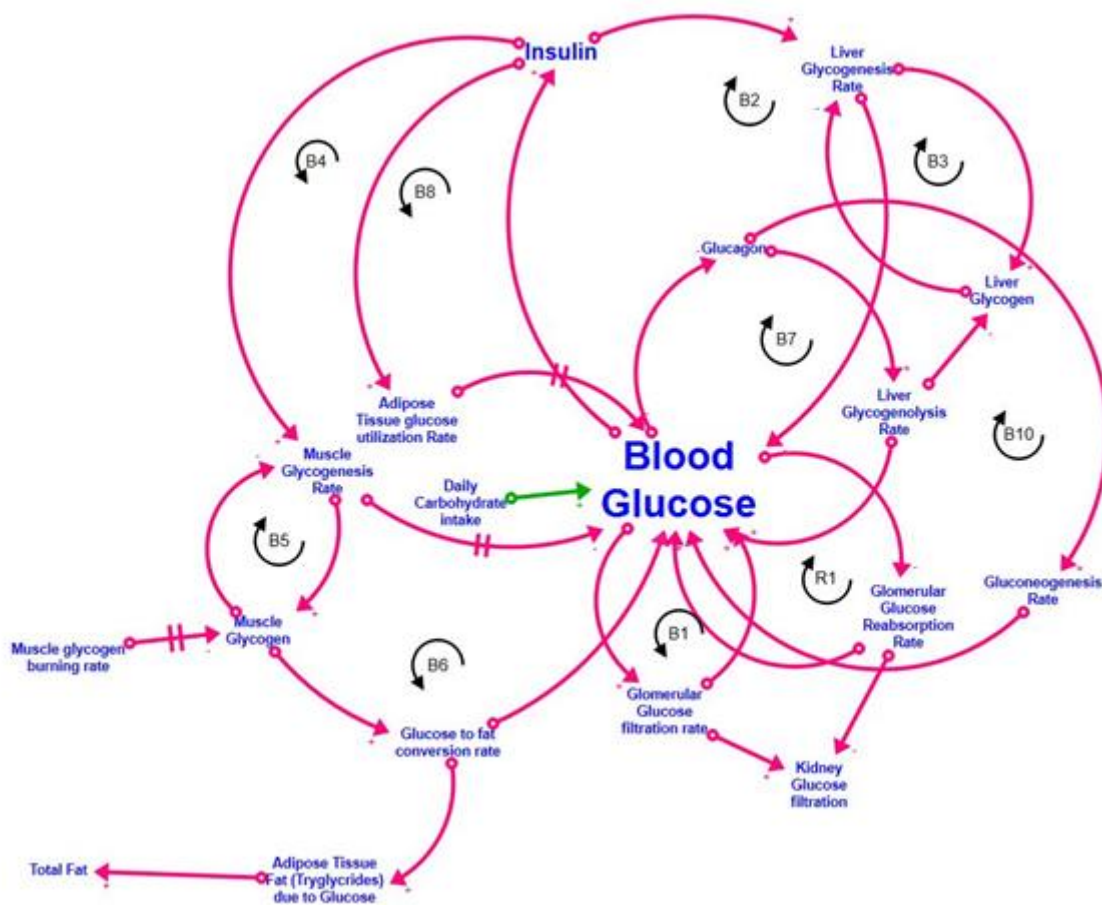 Insulin
Liver
Glycogenesis
Rate
B2
B4
B8
B3
Glucagon
Liver
Glycogen
B7
Adipose
Tissue glucose
utilization Rate
Liver
Glycogenolysis
Rate
B10
Muscle
Glycogenesis
Rate
Daily
Carbohydrate
intake
Blood
Glucose
B5
R1
Glomerular
Glucose
Reabsorption
Rate
Gluconeogenesis
Rate
Muscle glycogen
burning rate
Muscle
Glycogen
B6
B1
Glomerular
Glucose
filtration rate
Glucose to fat
conversion rate
Kidney
Glucose
filtration
Total Fat
Adipose Tissue
Fat (Tryglycrides)
due to Glucose